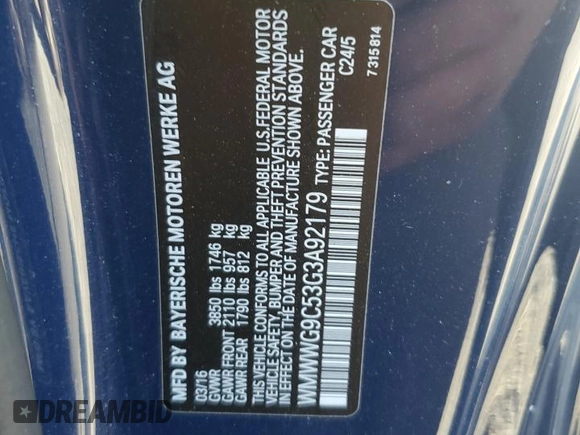 MFD BY BAYERISCHE MOTOREN WERKE AG
03/16
GVWR 3850 lbs 1746 kg
GAWR FRONT 2110 lbs 957 kg
GAWR REAR 1790 lbs 812 kg
THIS VEHICLE CONFORMS TO ALL APPLICABLE U.S. FEDERAL MOTOR
VEHICLE SAFETY, BUMPER AND THEFT PREVENTION STANDARDS
IN EFFECT ON THE DATE OF MANUFACTURE SHOWN ABOVE.
WMWWG9C53G3A92179 TYPE: PASSENGER CAR
C24/5
7 315 814
DREAMBID